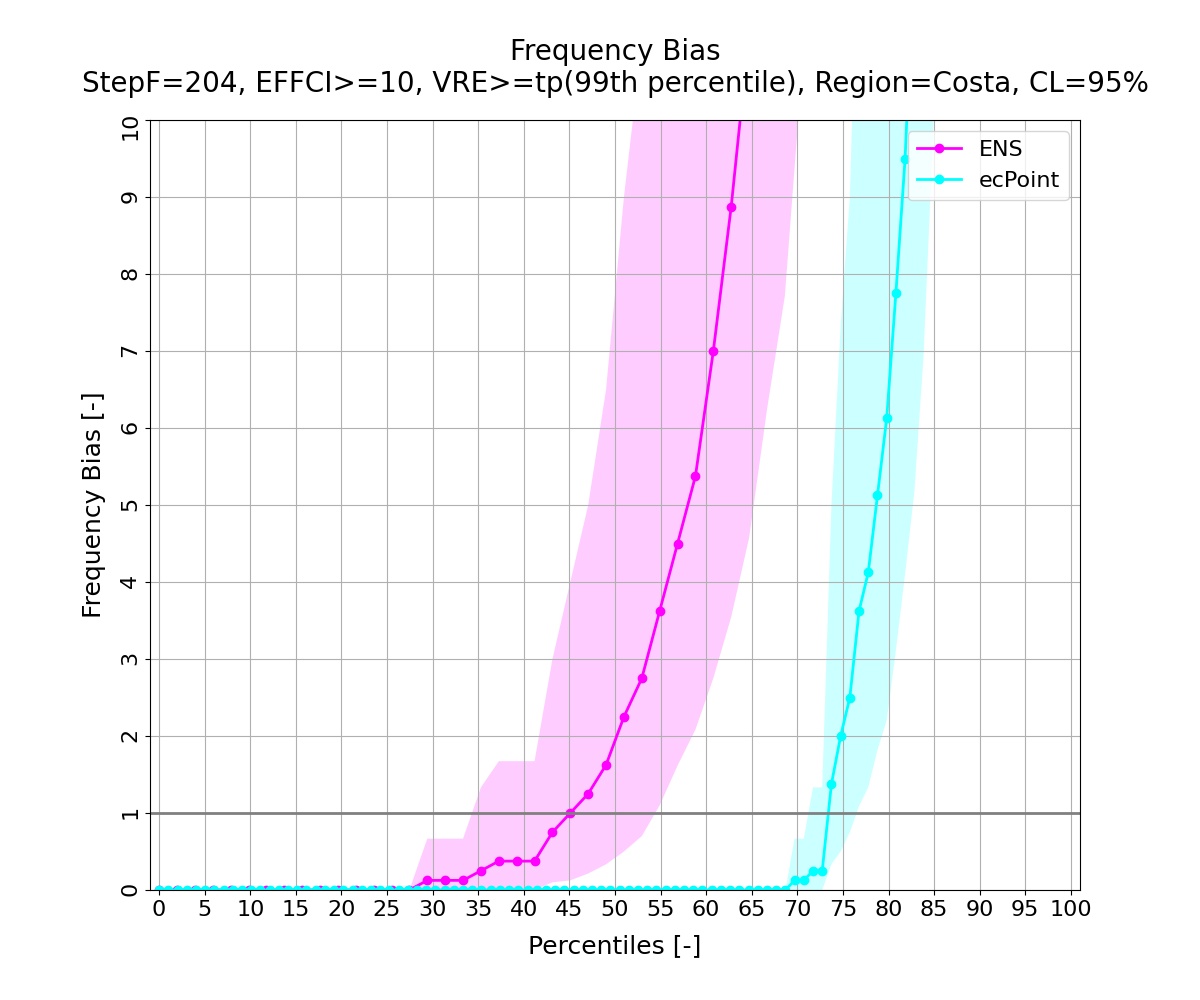 Frequency Bias
StepF=204, EFFCI>=10, VRE>=tp(99th percentile), Region=Costa, CL=95%
10
9
8
7
6
5
4
3
2
1
0
Frequency Bias [-]
ENS
ecPoint
0 5 10 15 20 25 30 35 40 45 50 55 60 65 70 75 80 85 90 95 100
Percentiles [-]